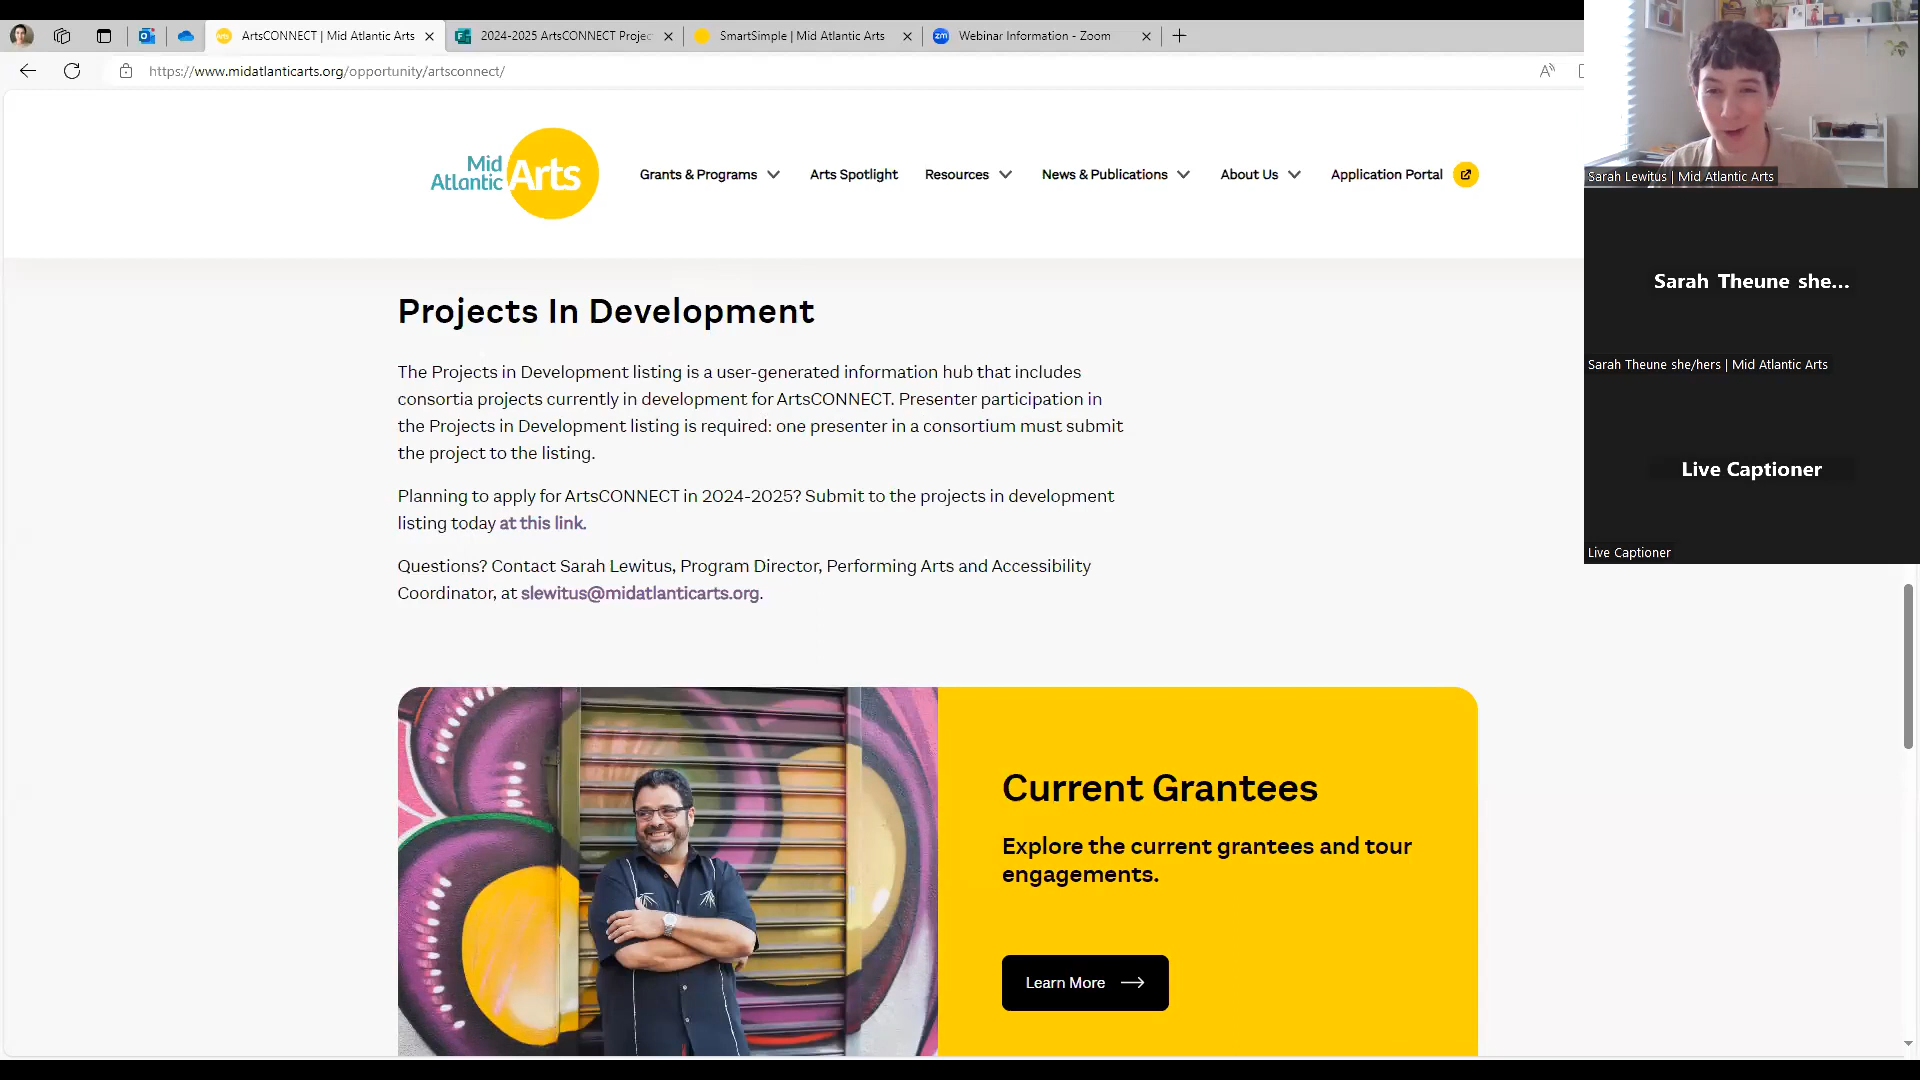 ArtsCONNECT | Mid Atlantic Arts
2024-2025 ArtsCONNECT Projec
SmartSimple | Mid Atlantic Arts
zm
Webinar Information - Zoom
https://www.midatlanticarts.org/opportunity/artsconnect/
Mid
Atlantic Arts
Grants & Programs
Arts Spotlight
Resources
News & Publications
About Us
Application Portal
Sarah Lewitus | Mid Atlantic Arts
Sarah Theune she...
Sarah Theune she/hers | Mid Atlantic Arts
Live Captioner
Live Captioner
Projects In Development
The Projects in Development listing is a user-generated information hub that includes
consortia projects currently in development for ArtsCONNECT. Presenter participation in
the Projects in Development listing is required: one presenter in a consortium must submit
the project to the listing.
Planning to apply for ArtsCONNECT in 2024-2025? Submit to the projects in development
listing today at this link.
Questions? Contact Sarah Lewitus, Program Director, Performing Arts and Accessibility
Coordinator, at slewitus@midatlanticarts.org.
Current Grantees
Explore the current grantees and tour
engagements.
Learn More